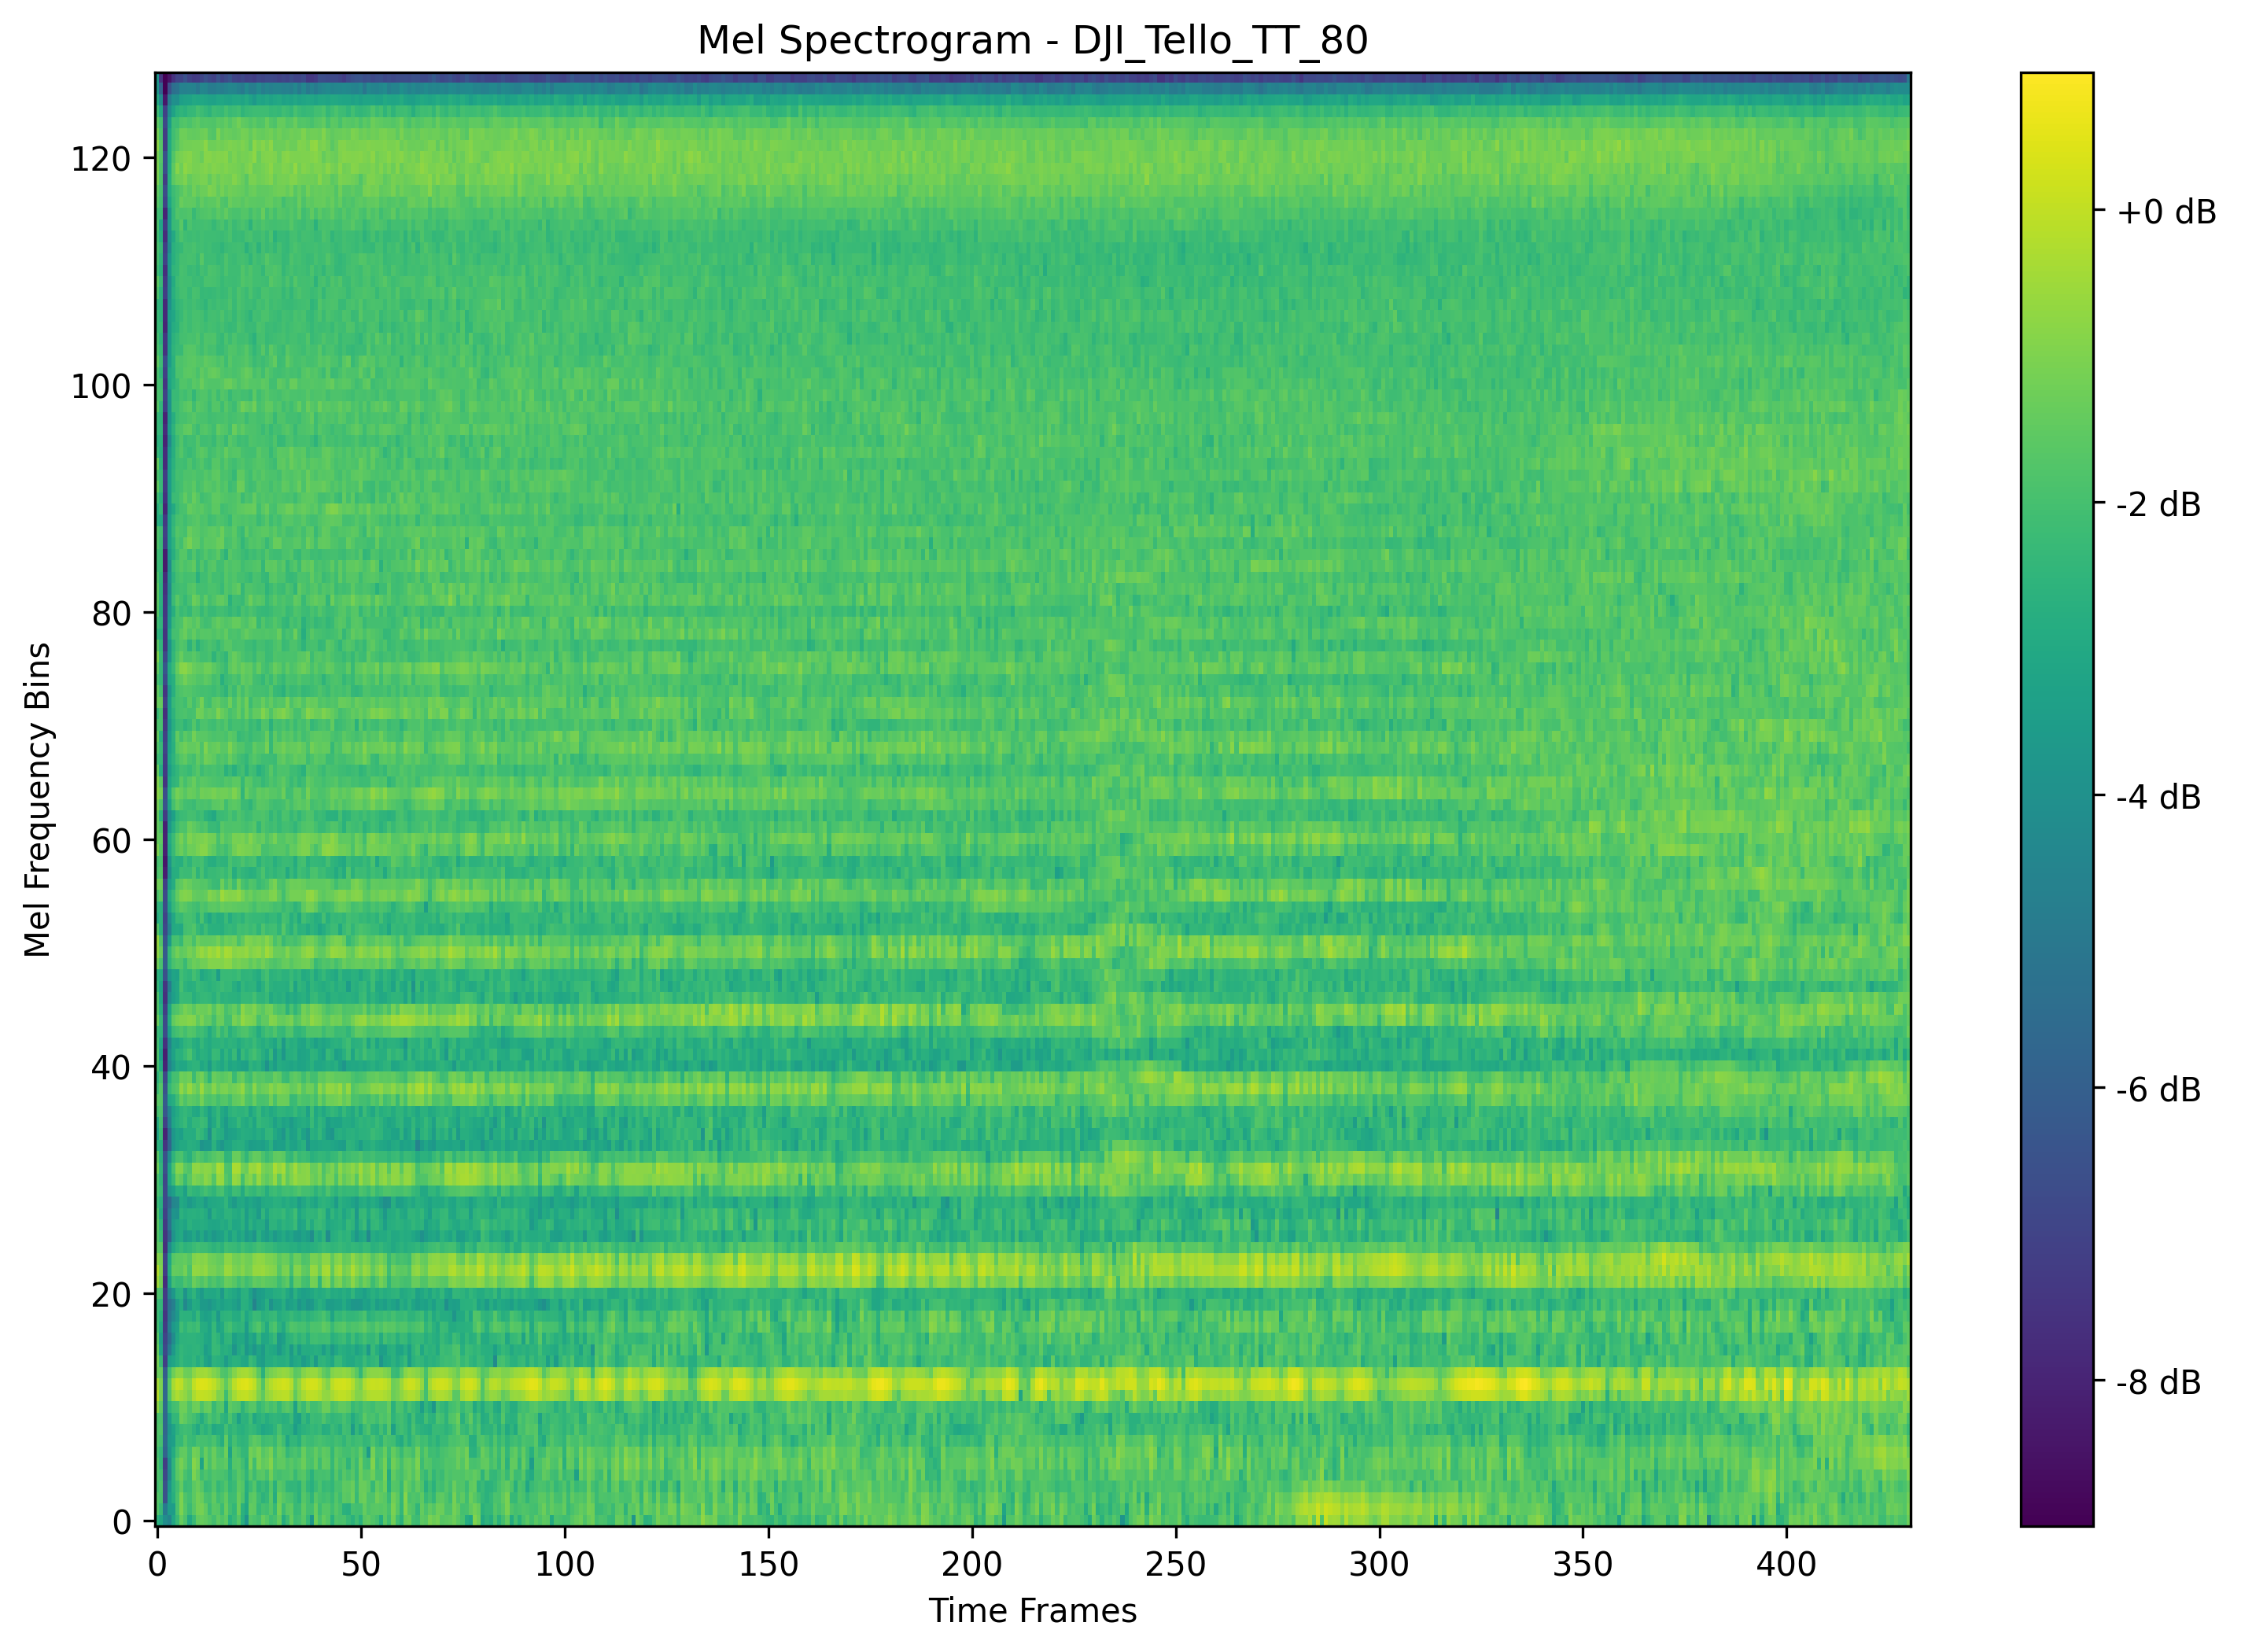 Mel Spectrogram - DJI_Tello_TT_80
Mel Frequency Bins
120
100
80
60
40
20
0
0 50 100 150 200 250 300 350 400
Time Frames
+0 dB
-2 dB
-4 dB
-6 dB
-8 dB